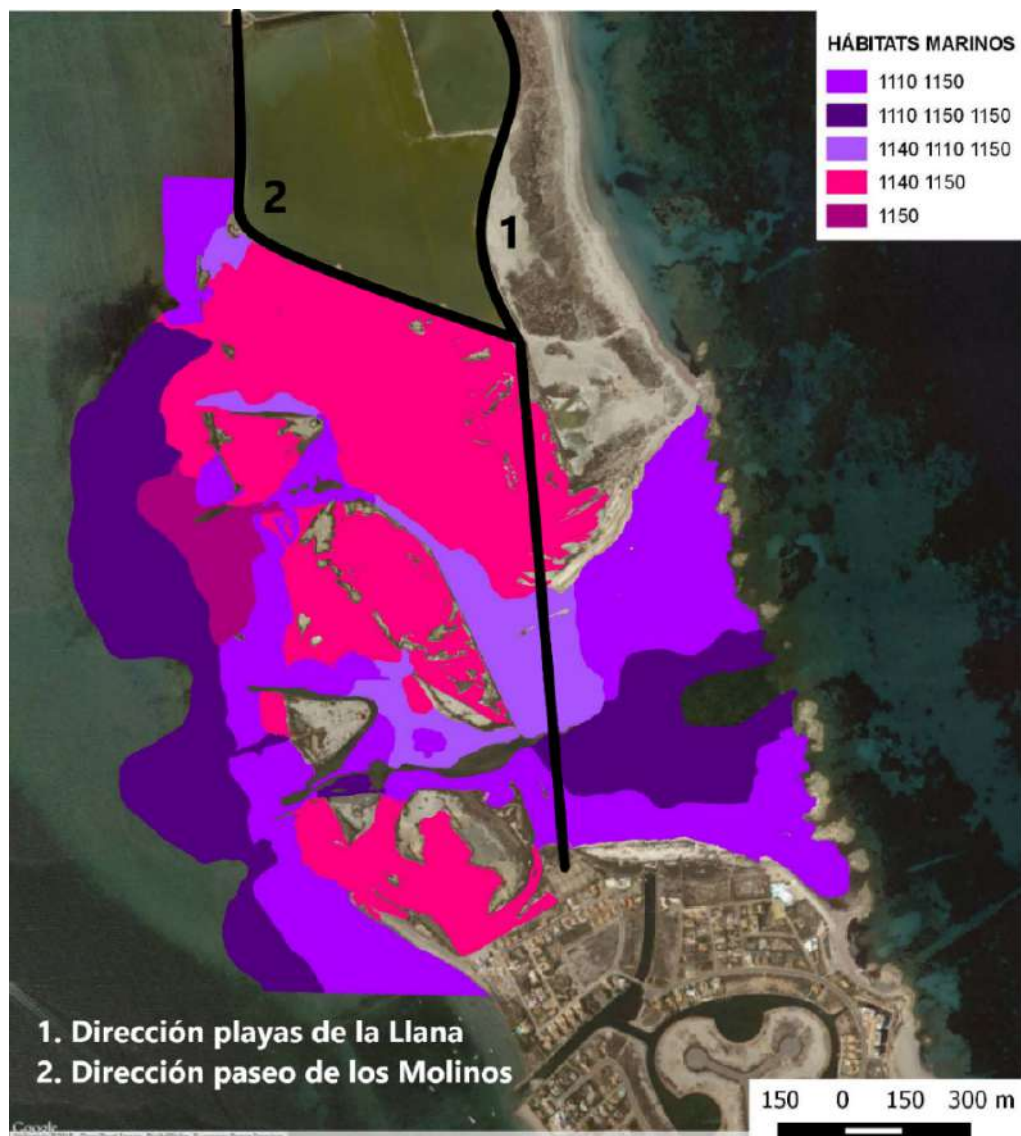 HÁBITATS MARINOS
1110 1150
1110 1150 1150
1140 1110 1150
1140 1150
1150
2
1
1. Dirección playas de la Llana
2. Dirección paseo de los Molinos
150 0 150 300 m
Google